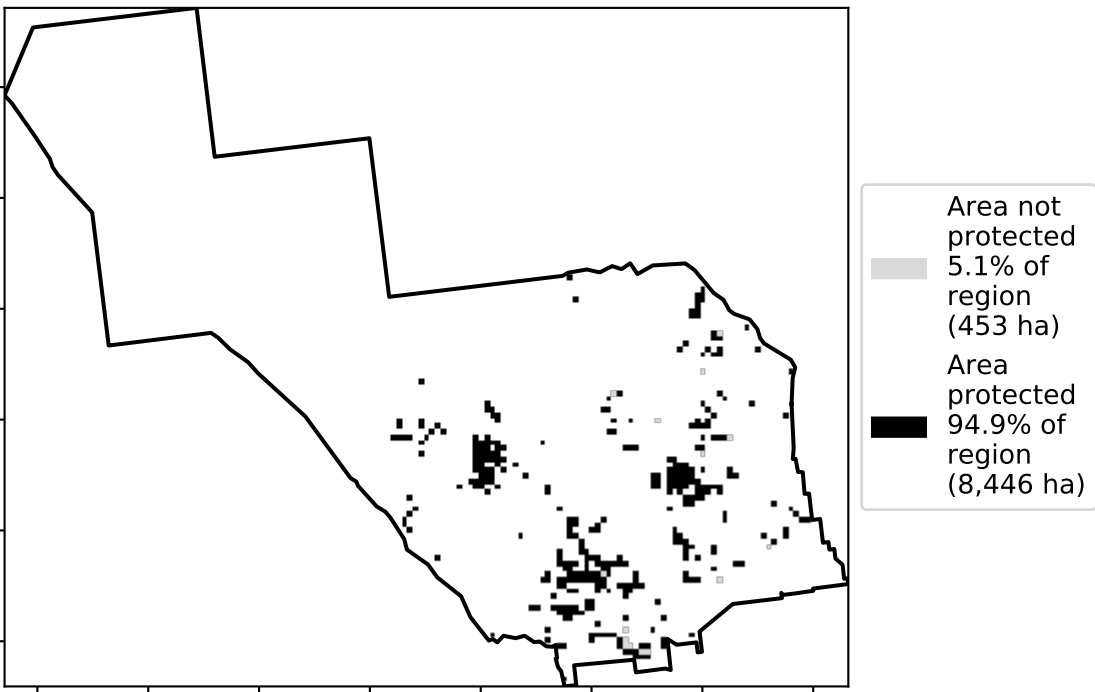 Area not
protected
5.1% of
region
(453 ha)
Area
protected
94.9% of
region
(8,446 ha)